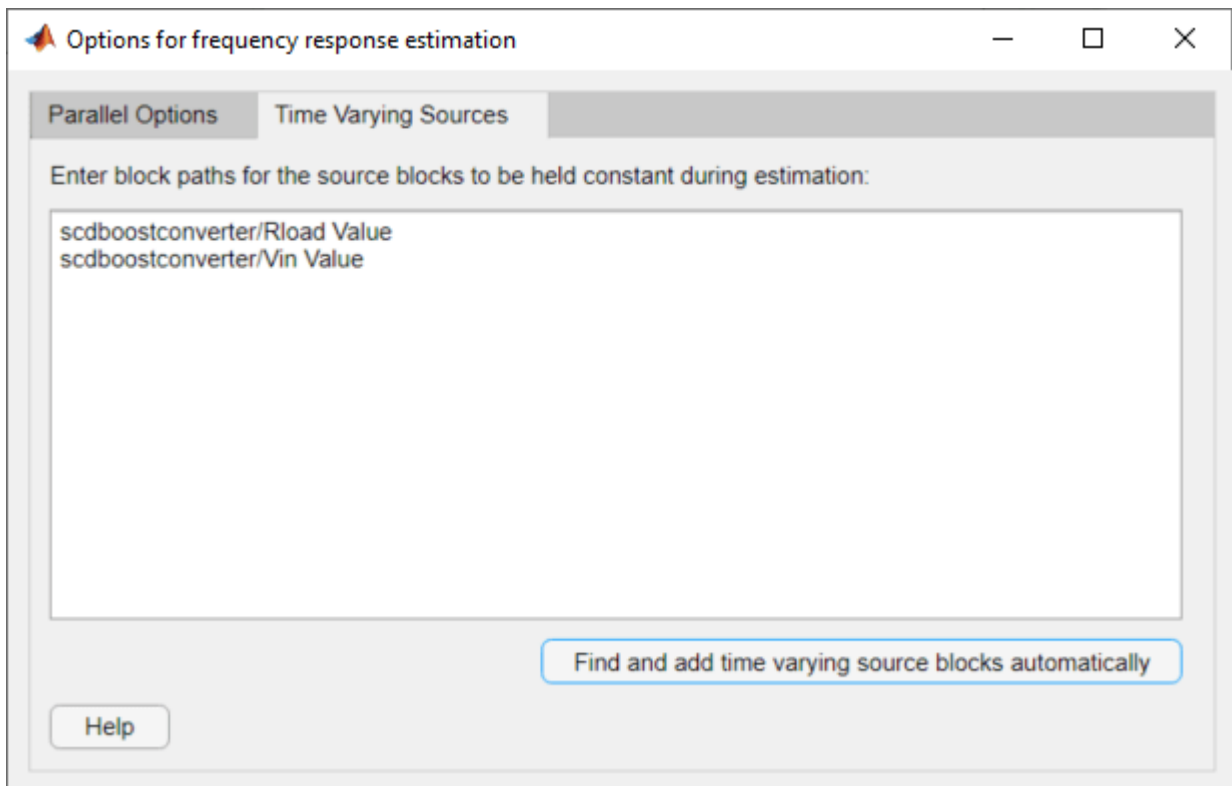 Options for frequency response estimation
Parallel Options
Time Varying Sources
Enter block paths for the source blocks to be held constant during estimation:
scdboostconverter/Rload Value
scdboostconverter/Vin Value
Find and add time varying source blocks automatically
Help